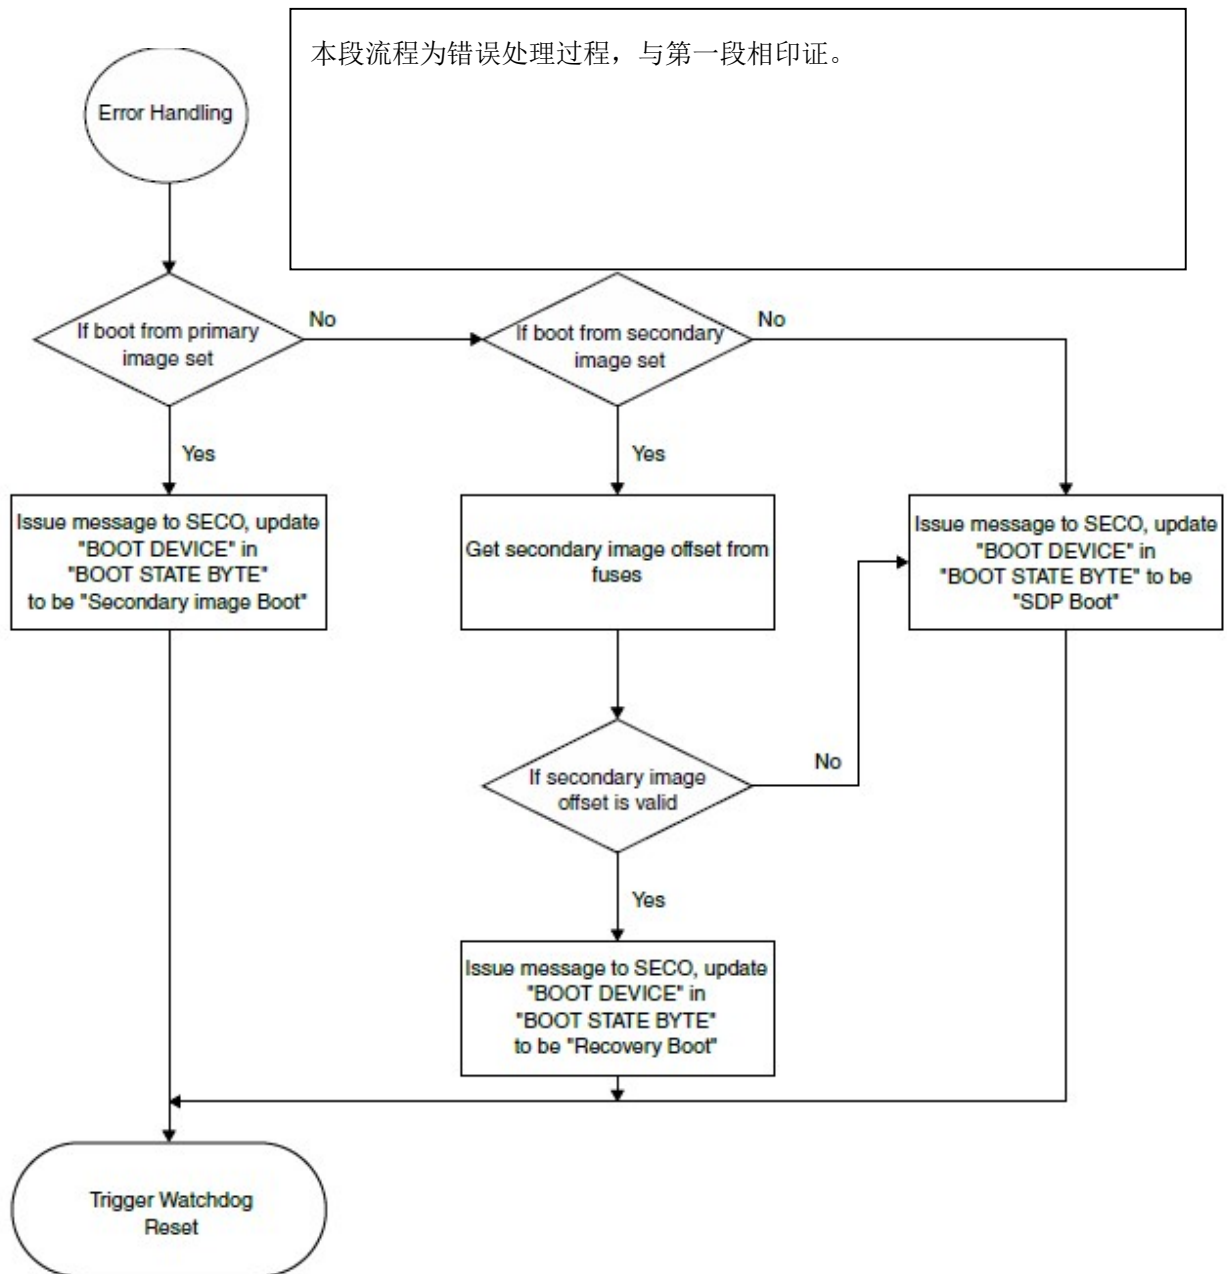 本段流程为错误处理过程，与第一段相印证。
Error Handling
If boot from primary
image set
No
If boot from secondary
image set
No
Yes
Yes
Issue message to SECO, update
"BOOT DEVICE" in
"BOOT STATE BYTE"
to be "Secondary image Boot"
Get secondary image offset from
fuses
Issue message to SECO, update
"BOOT DEVICE" in
"BOOT STATE BYTE" to be
"SDP Boot"
If secondary image
offset is valid
No
Yes
Issue message to SECO, update
"BOOT DEVICE" in
"BOOT STATE BYTE"
to be "Recovery Boot"
Trigger Watchdog
Reset